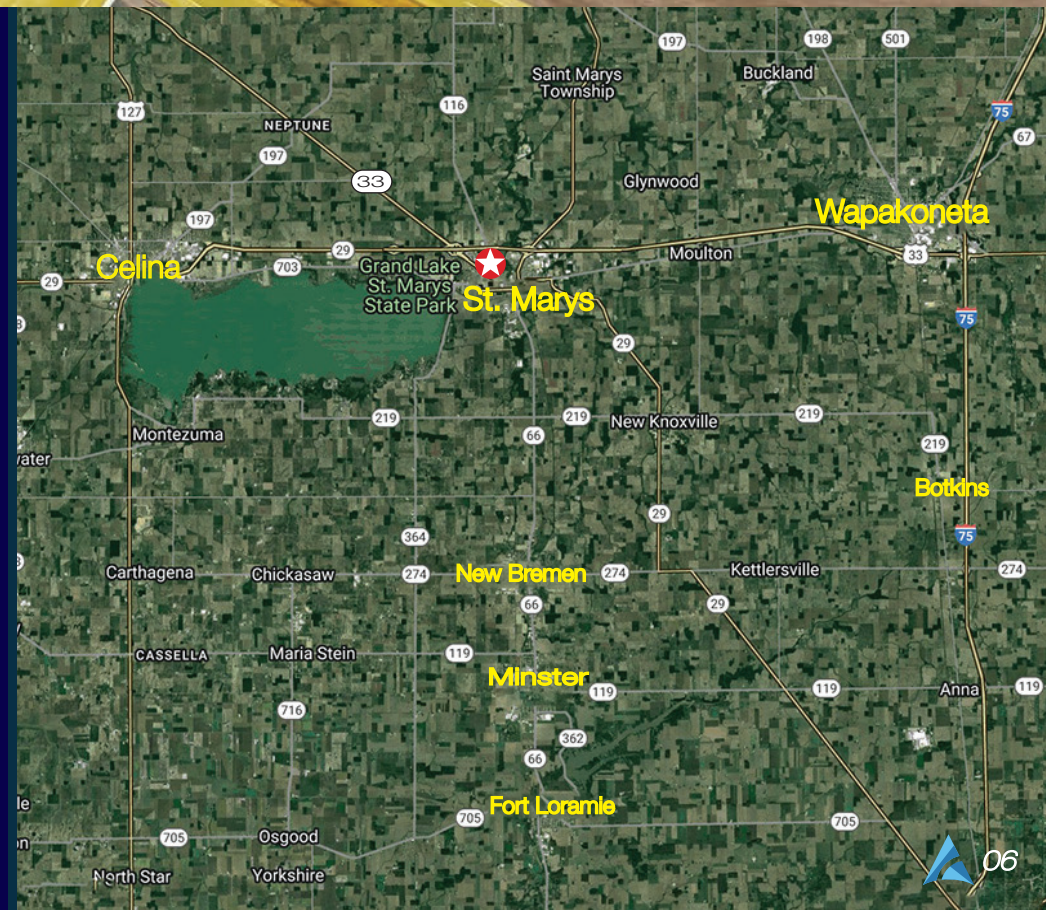 197
198
501
Saint Marys
Township
Buckland
127
116
75
NEPTUNE
67
197
33
Glynwood
197
Wapakoneta
29
Moulton
33
Celina
703
Grand Lake
St. Marys
State Park
29
St. Marys
75
29
219
219
New Knoxville
219
Montezuma
66
219
ater
Botkins
29
364
75
Carthagena
Chickasaw
274
New Bremen
274
Kettlersville
274
66
29
CASSELLA
Maria Stein
119
Minster
119
119
Anna
119
716
362
66
Fort Loramie
le
705
705
705
Osgood
on
06
North Star
Yorkshire